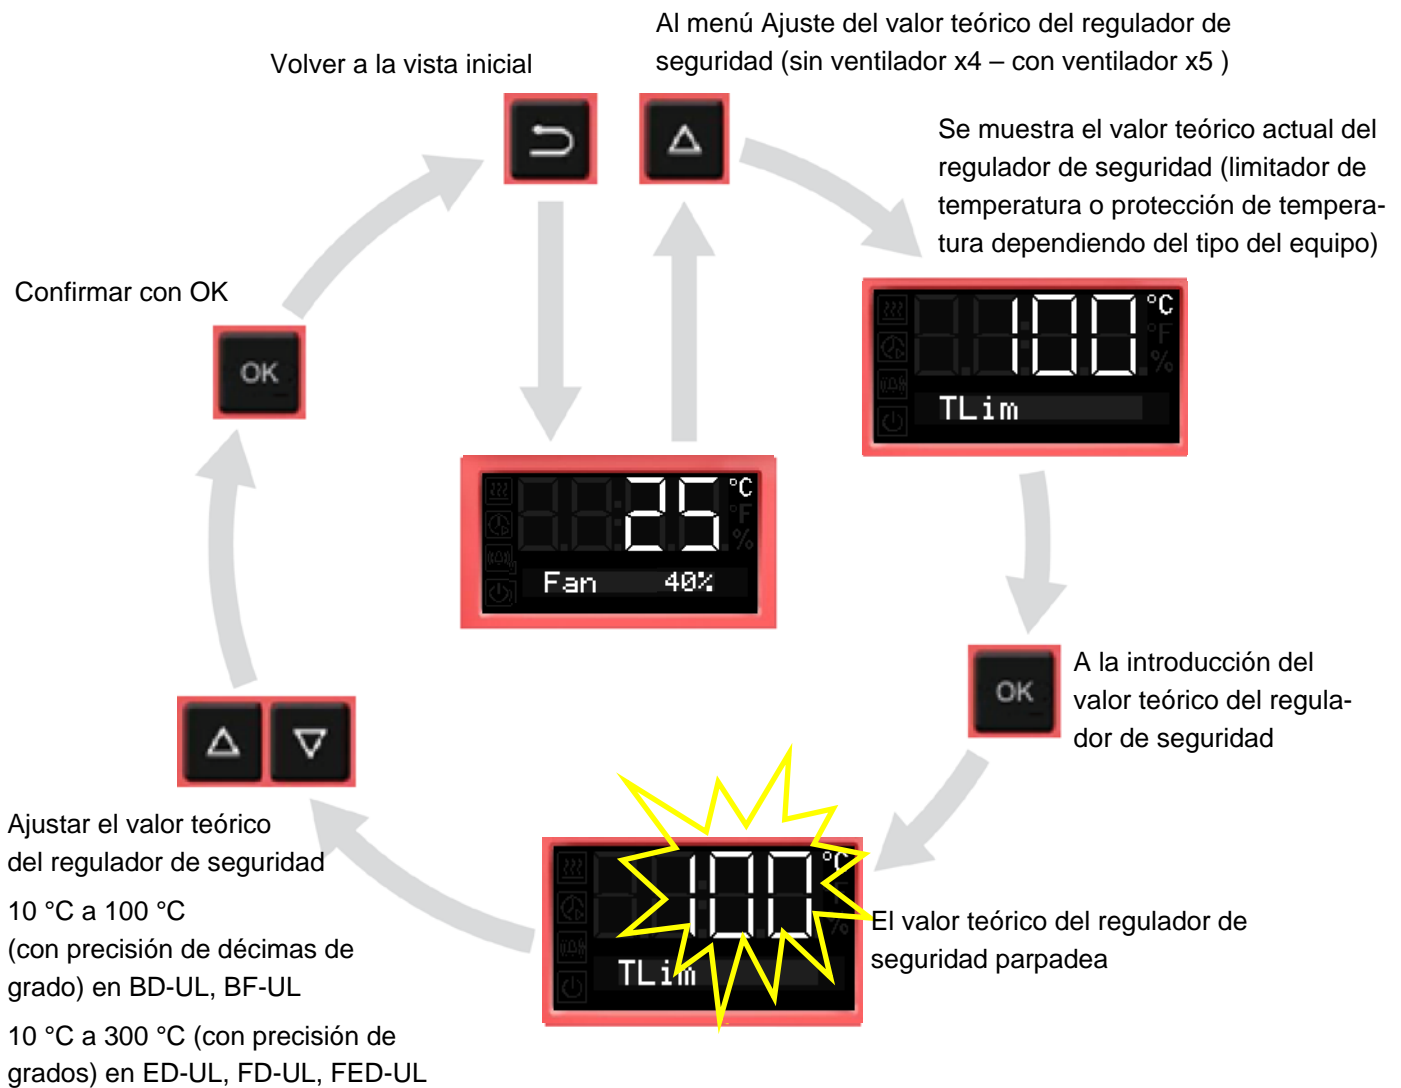 Al menú Ajuste del valor teórico del regulador de
seguridad (sin ventilador x4 – con ventilador x5 )
Volver a la vista inicial
Se muestra el valor teórico actual del
regulador de seguridad (limitador de
temperatura o protección de tempera-
tura dependiendo del tipo del equipo)
Confirmar con OK
OK
100 °C
°F
%
TLim
25 °C
°F
%
Fan 40%
OK
A la introducción del
valor teórico del regula-
dor de seguridad
Ajustar el valor teórico
del regulador de seguridad
10 °C a 100 °C
(con precisión de décimas de
grado) en BD-UL, BF-UL
10 °C a 300 °C (con precisión de
grados) en ED-UL, FD-UL, FED-UL
100 °C
%
TLim
El valor teórico del regulador de
seguridad parpadea